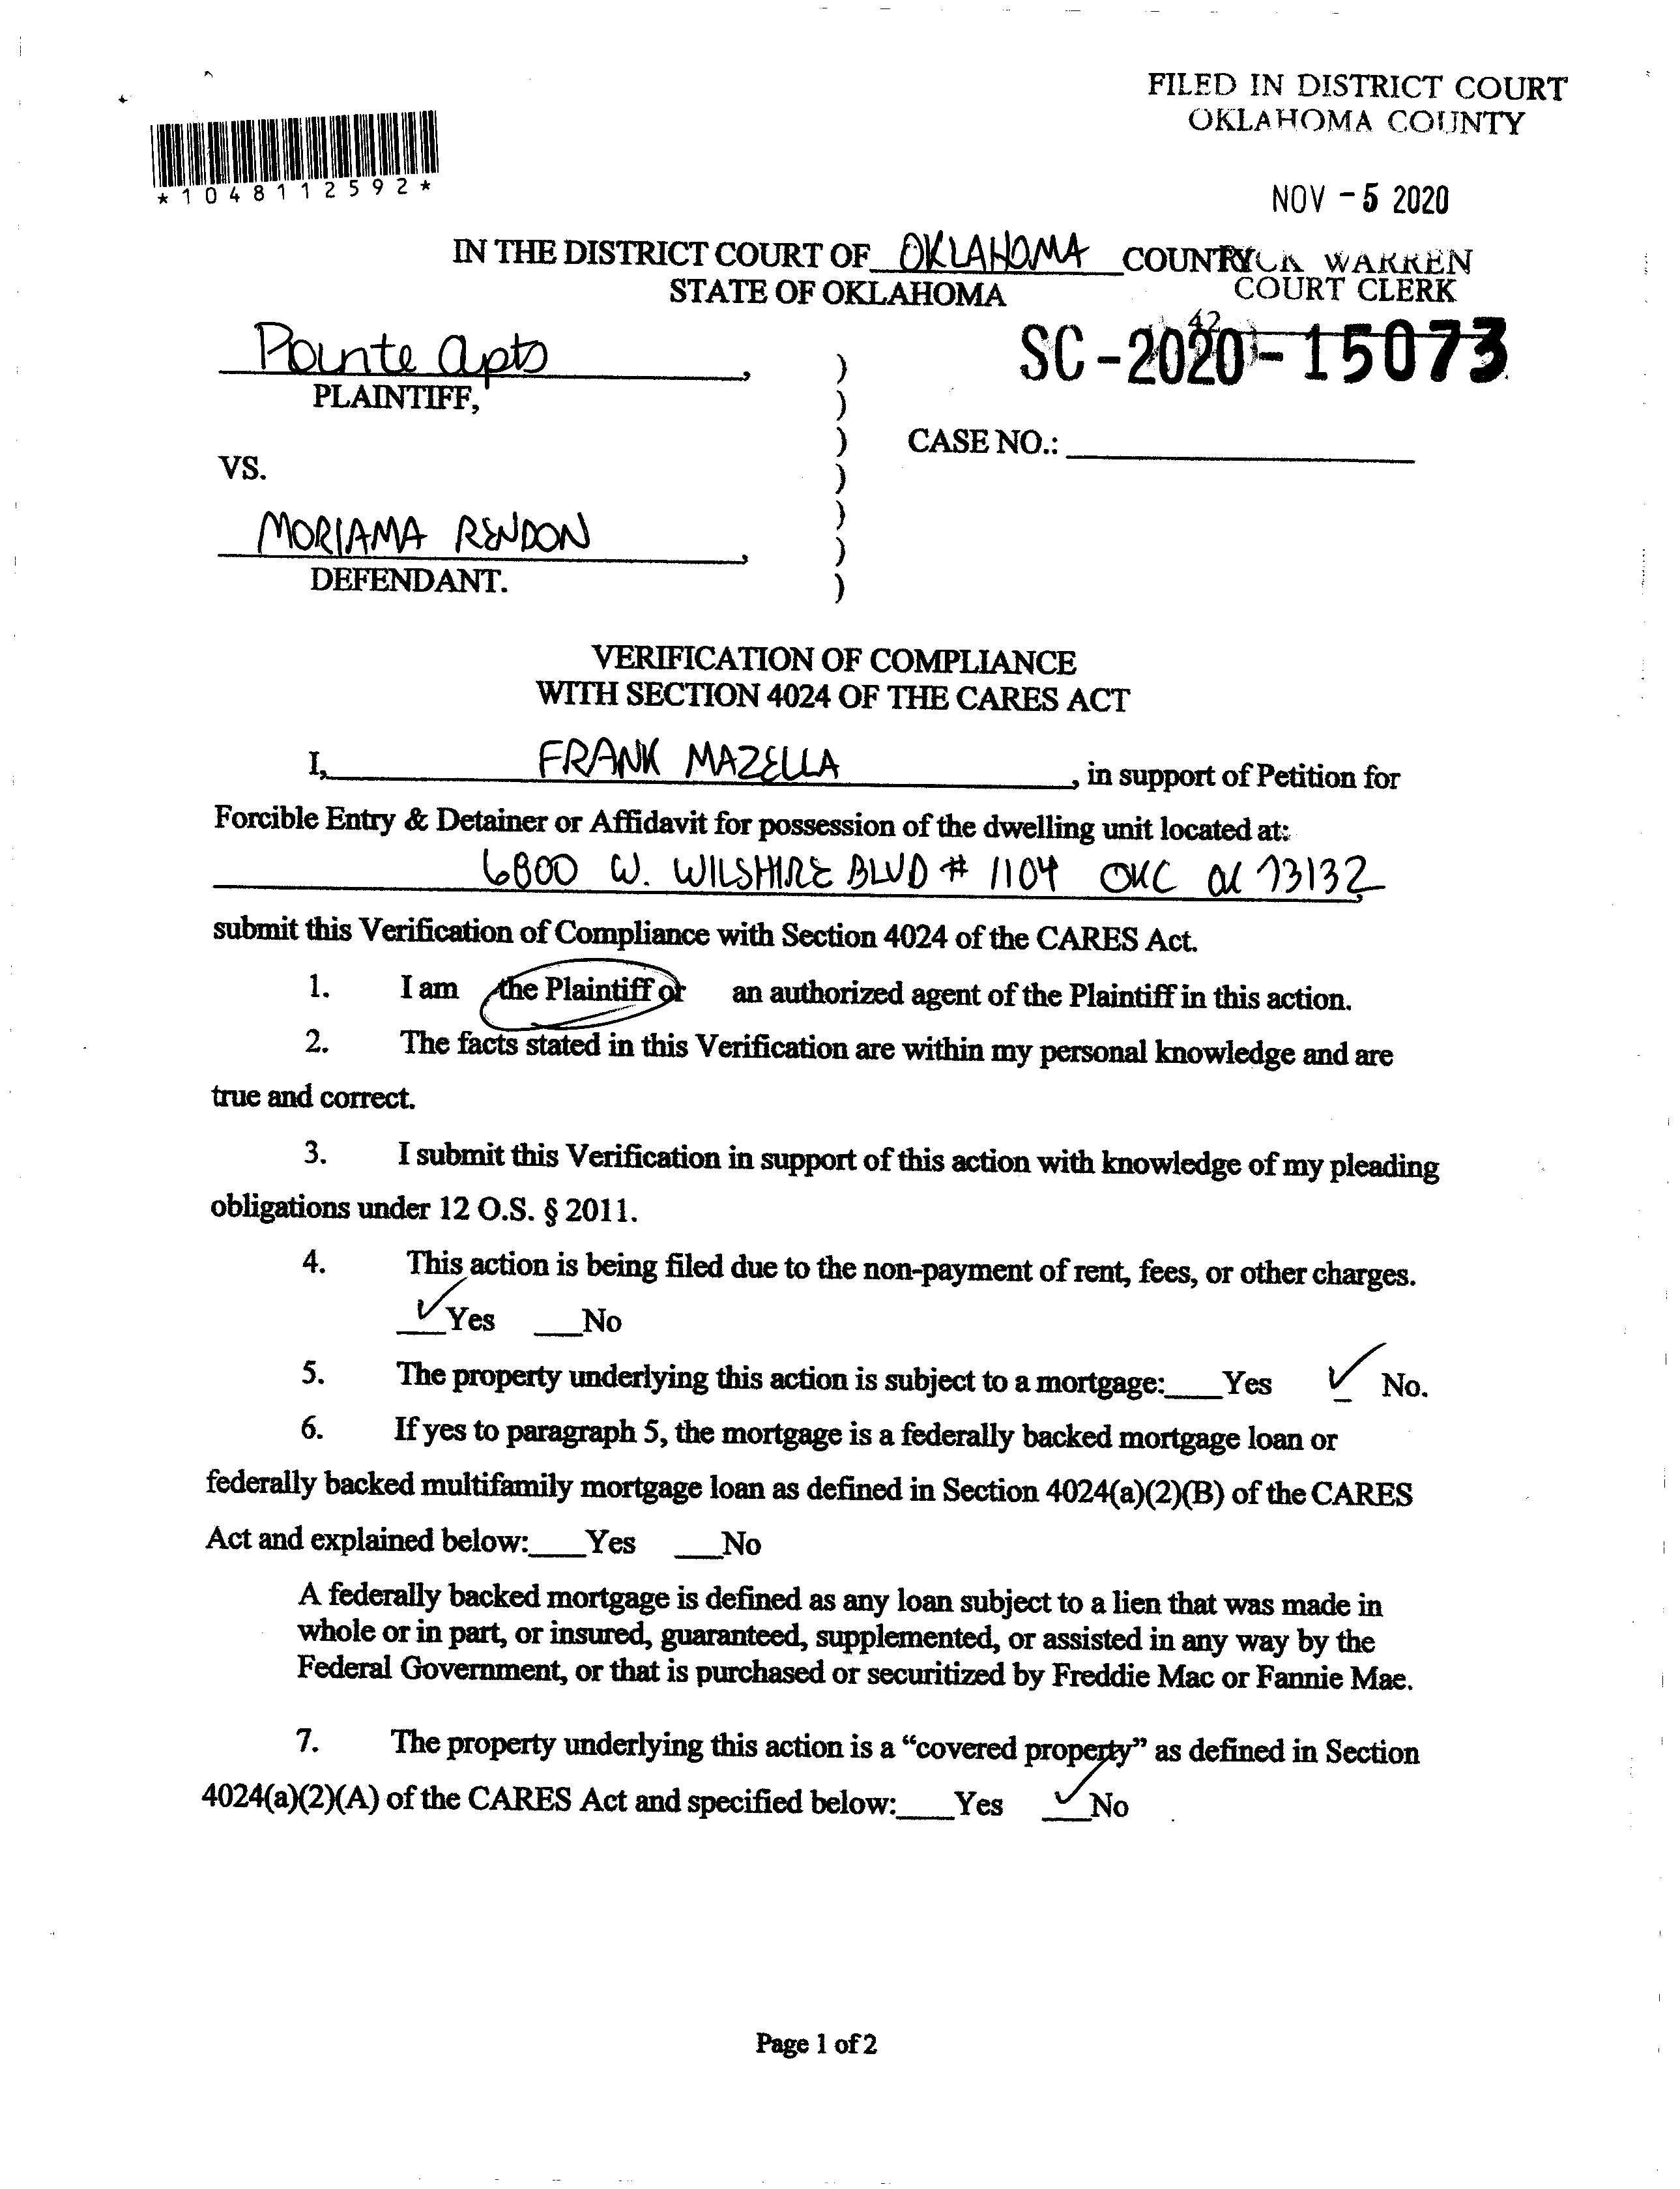 FILED IN DISTRICT COURT
OKLAHOMA COUNTY
*1048112592*
NOV - 5 2020
IN THE DISTRICT COURT OF OKLAHOMA COUNTY
WARREN
STATE OF OKLAHOMA
COURT CLERK
42
Pointe Apts,
SC-2020-15073
PLAINTIFF,
)
)
) CASE NO.:
VS.
)
)
MORIAMA RENDON,
)
DEFENDANT.
)
VERIFICATION OF COMPLIANCE
WITH SECTION 4024 OF THE CARES ACT
I, FRANK MAZELLA, in support of Petition for
Forcible Entry & Detainer or Affidavit for possession of the dwelling unit located at:
6800 W. WILSHIRE BLVD # 1104 OKC OK 73132,
submit this Verification of Compliance with Section 4024 of the CARES Act.
1. I am the Plaintiff or an authorized agent of the Plaintiff in this action.
2. The facts stated in this Verification are within my personal knowledge and are
true and correct.
3. I submit this Verification in support of this action with knowledge of my pleading
obligations under 12 O.S. § 2011.
4. This action is being filed due to the non-payment of rent, fees, or other charges.
✓Yes ___No
5. The property underlying this action is subject to a mortgage:___Yes ✓ No.
6. If yes to paragraph 5, the mortgage is a federally backed mortgage loan or
federally backed multifamily mortgage loan as defined in Section 4024(a)(2)(B) of the CARES
Act and explained below:___Yes ___No
A federally backed mortgage is defined as any loan subject to a lien that was made in
whole or in part, or insured, guaranteed, supplemented, or assisted in any way by the
Federal Government, or that is purchased or securitized by Freddie Mac or Fannie Mae.
7. The property underlying this action is a “covered property” as defined in Section
4024(a)(2)(A) of the CARES Act and specified below:___Yes ✓No
Page 1 of 2